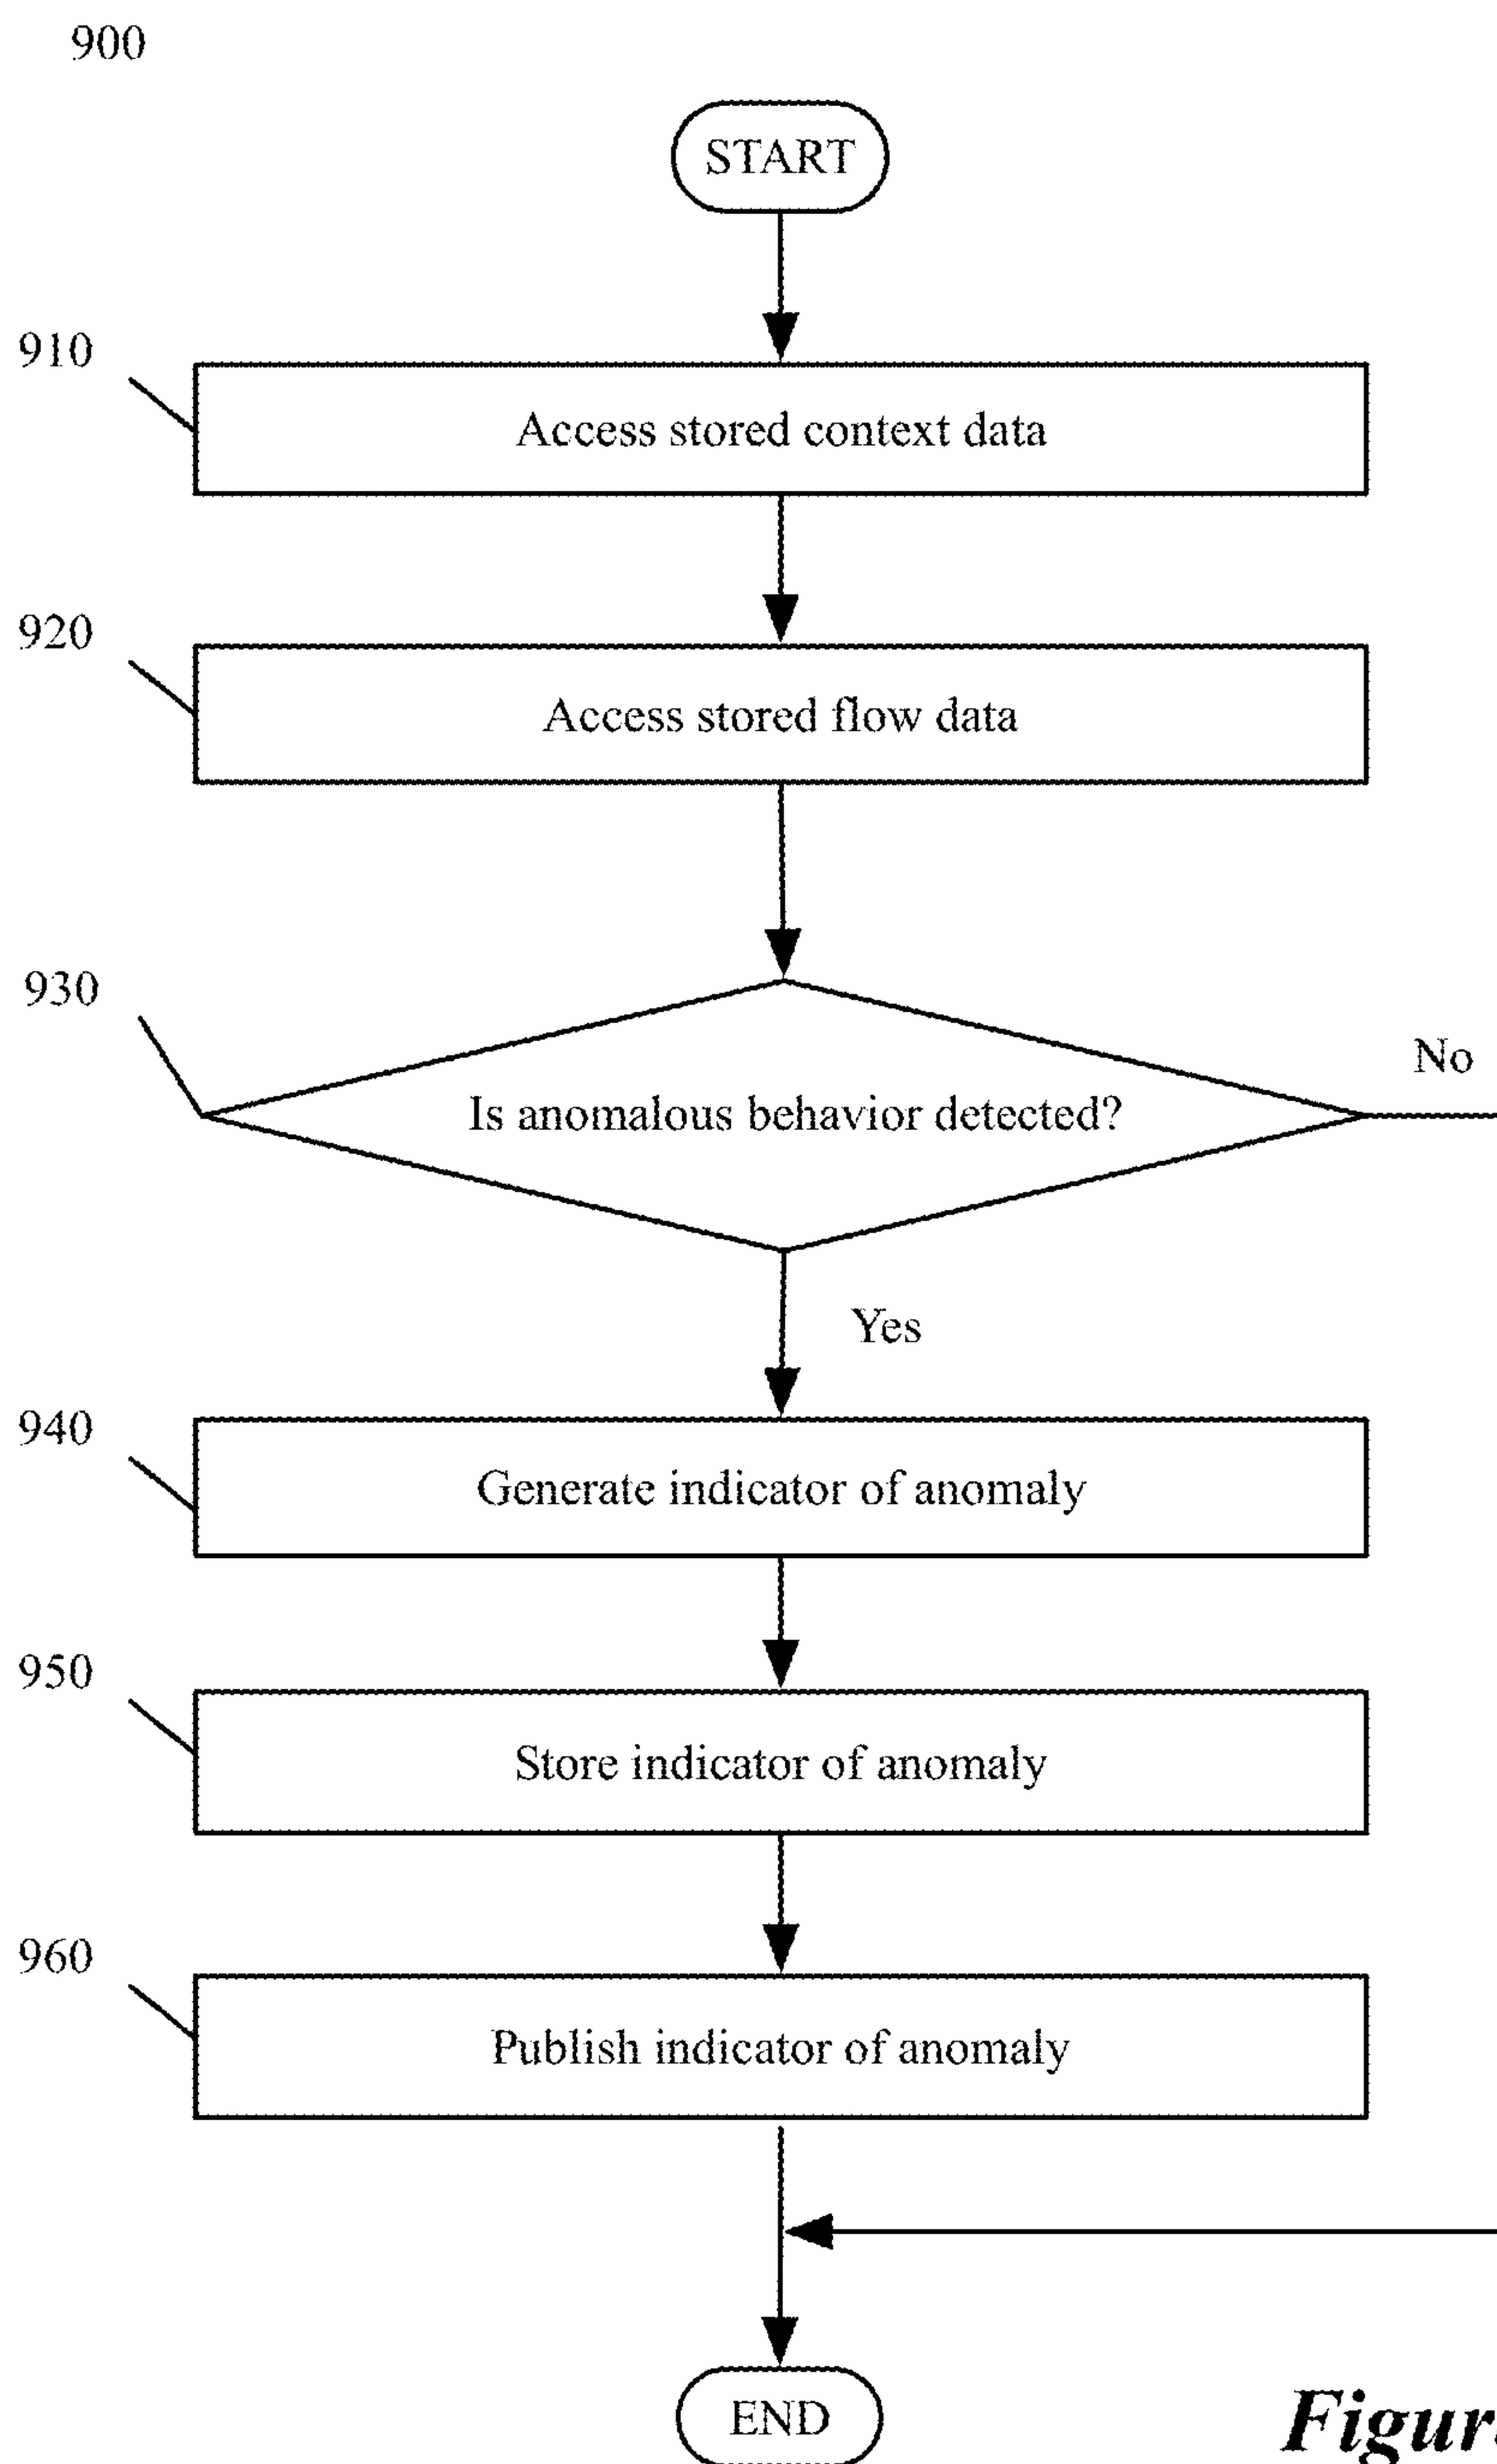 900
START
910
Access stored context data
920
Access stored flow data
930
No
Is anomalous behavior detected?
Yes
940
Generate indicator of anomaly
950
Store indicator of anomaly
960
Publish indicator of anomaly
END